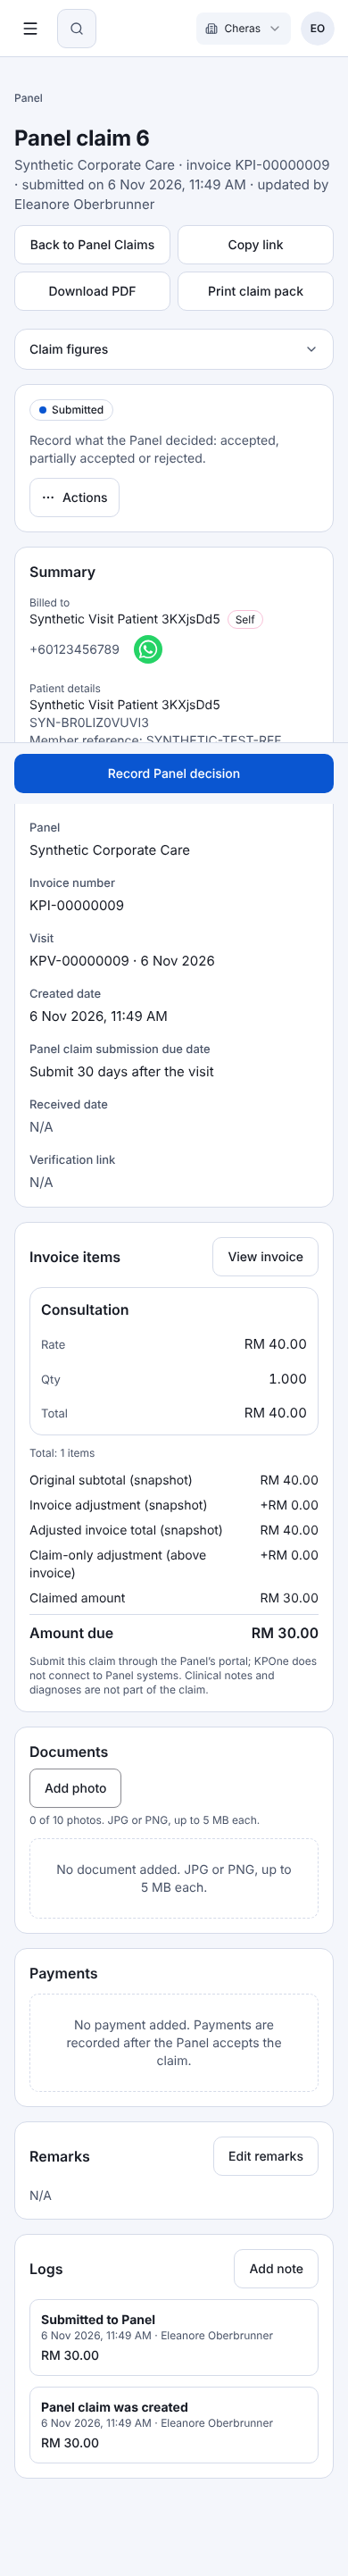 Cheras
EO
Panel
Panel claim 6
Synthetic Corporate Care · invoice KPI-00000009
· submitted on 6 Nov 2026, 11:49 AM · updated by
Eleanore Oberbrunner
Back to Panel Claims
Copy link
Download PDF
Print claim pack
Claim figures
Submitted
Record what the Panel decided: accepted,
partially accepted or rejected.
Actions
Summary
Billed to
Synthetic Visit Patient 3KXjsDd5 Self
+60123456789
Patient details
Synthetic Visit Patient 3KXjsDd5
SYN-BR0LIZ0VUVI3
Member reference: SYNTHETIC-TEST-REF
Record Panel decision
Panel
Synthetic Corporate Care
Invoice number
KPI-00000009
Visit
KPV-00000009 · 6 Nov 2026
Created date
6 Nov 2026, 11:49 AM
Panel claim submission due date
Submit 30 days after the visit
Received date
N/A
Verification link
N/A
Invoice items
View invoice
Consultation
Rate RM 40.00
Qty 1.000
Total RM 40.00
Total: 1 items
Original subtotal (snapshot) RM 40.00
Invoice adjustment (snapshot) +RM 0.00
Adjusted invoice total (snapshot) RM 40.00
Claim-only adjustment (above +RM 0.00
invoice)
Claimed amount RM 30.00
Amount due RM 30.00
Submit this claim through the Panel's portal; KPOne does
not connect to Panel systems. Clinical notes and
diagnoses are not part of the claim.
Documents
Add photo
0 of 10 photos. JPG or PNG, up to 5 MB each.
No document added. JPG or PNG, up to
5 MB each.
Payments
No payment added. Payments are
recorded after the Panel accepts the
claim.
Remarks
Edit remarks
N/A
Logs
Add note
Submitted to Panel
6 Nov 2026, 11:49 AM · Eleanore Oberbrunner
RM 30.00
Panel claim was created
6 Nov 2026, 11:49 AM · Eleanore Oberbrunner
RM 30.00